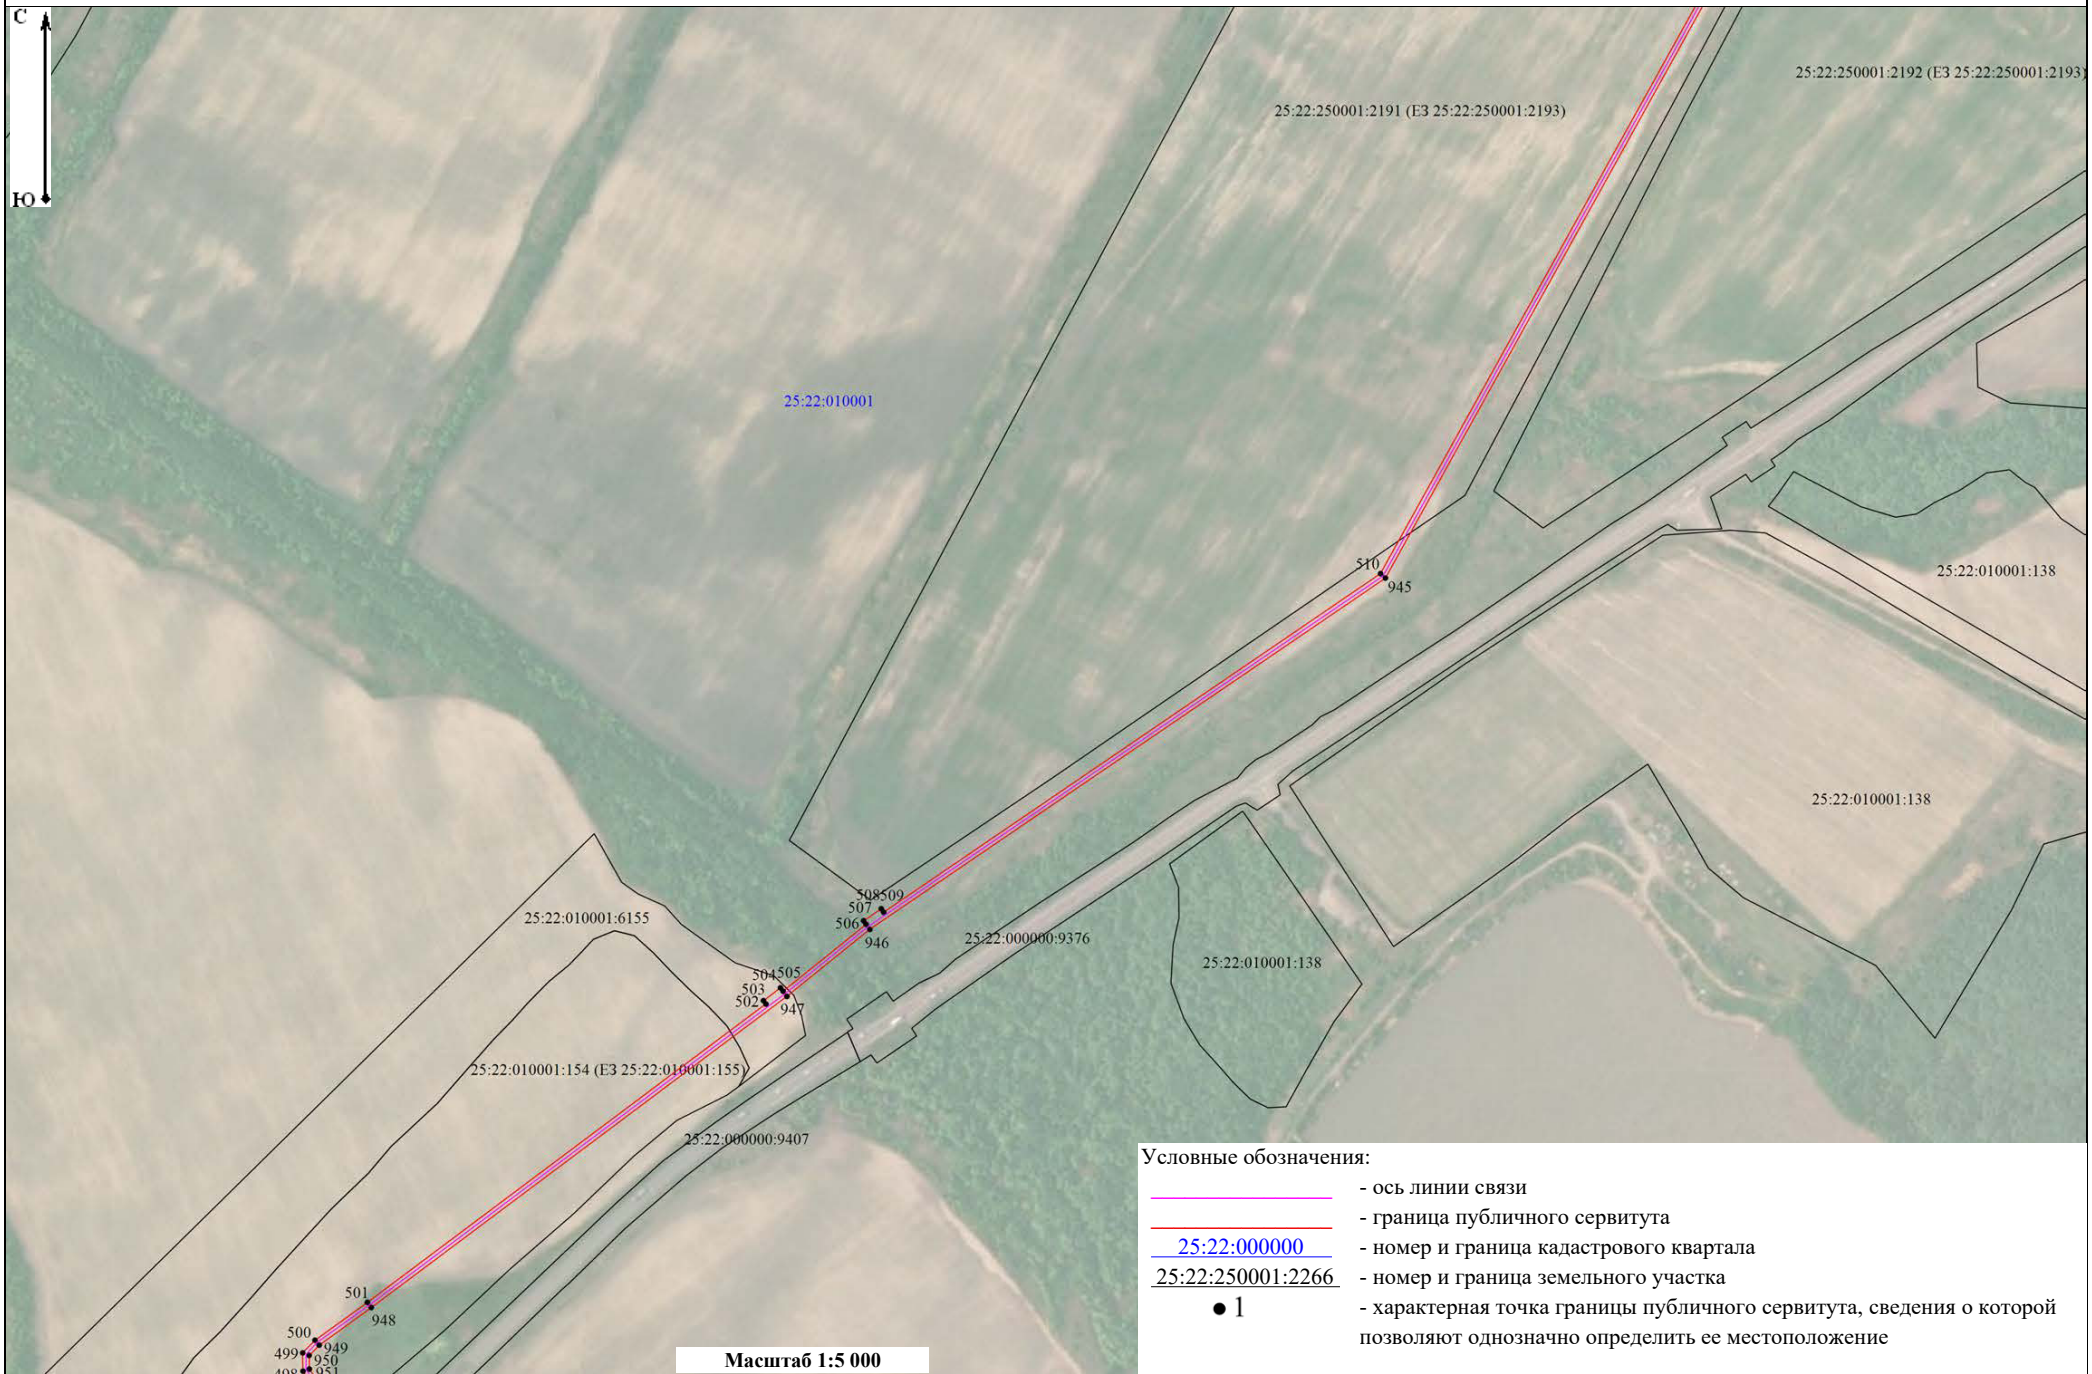 С
25:22:250001:2192 (ЕЗ 25:22:250001:2193)
25:22:250001:2191 (ЕЗ 25:22:250001:2193)
Ю
25:22:010001
510
945
25:22:010001:138
25:22:010001:138
508 509
507
506
946
25:22:010001:6155
25:22:000000:9376
25:22:010001:138
504 505
503
502
947
25:22:010001:154 (ЕЗ 25:22:010001:155)
25:22:000000:9407
501
948
500
949
499
950
498
951
Условные обозначения:
- ось линии связи
- граница публичного сервитута
25:22:000000 - номер и граница кадастрового квартала
25:22:250001:2266 - номер и граница земельного участка
1 - характерная точка границы публичного сервитута, сведения о которой
позволяют однозначно определить ее местоположение
Масштаб 1:5 000